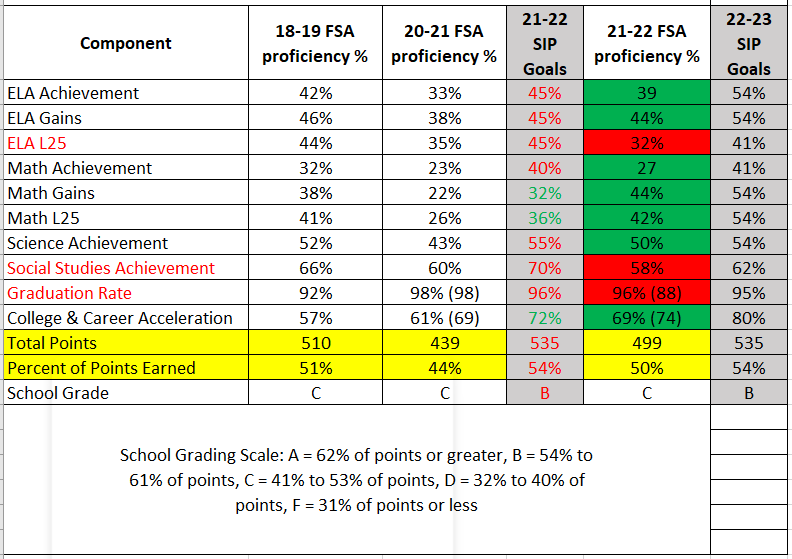 Component 18-19 FSA proficiency % 20-21 FSA proficiency % 21-22 SIP Goals 21-22 FSA proficiency % 22-23 SIP Goals
ELA Achievement 42% 33% 45% 39 54%
ELA Gains 46% 38% 45% 44% 54%
ELA L25 44% 35% 45% 32% 41%
Math Achievement 32% 23% 40% 27 41%
Math Gains 38% 22% 32% 44% 54%
Math L25 41% 26% 36% 42% 54%
Science Achievement 52% 43% 55% 50% 54%
Social Studies Achievement 66% 60% 70% 58% 62%
Graduation Rate 92% 98% (98) 96% 96% (88) 95%
College & Career Acceleration 57% 61% (69) 72% 69% (74) 80%
Total Points 510 439 535 499 535
Percent of Points Earned 51% 44% 54% 50% 54%
School Grade C C B C B
School Grading Scale: A = 62% of points or greater, B = 54% to
61% of points, C = 41% to 53% of points, D = 32% to 40% of
points, F = 31% of points or less